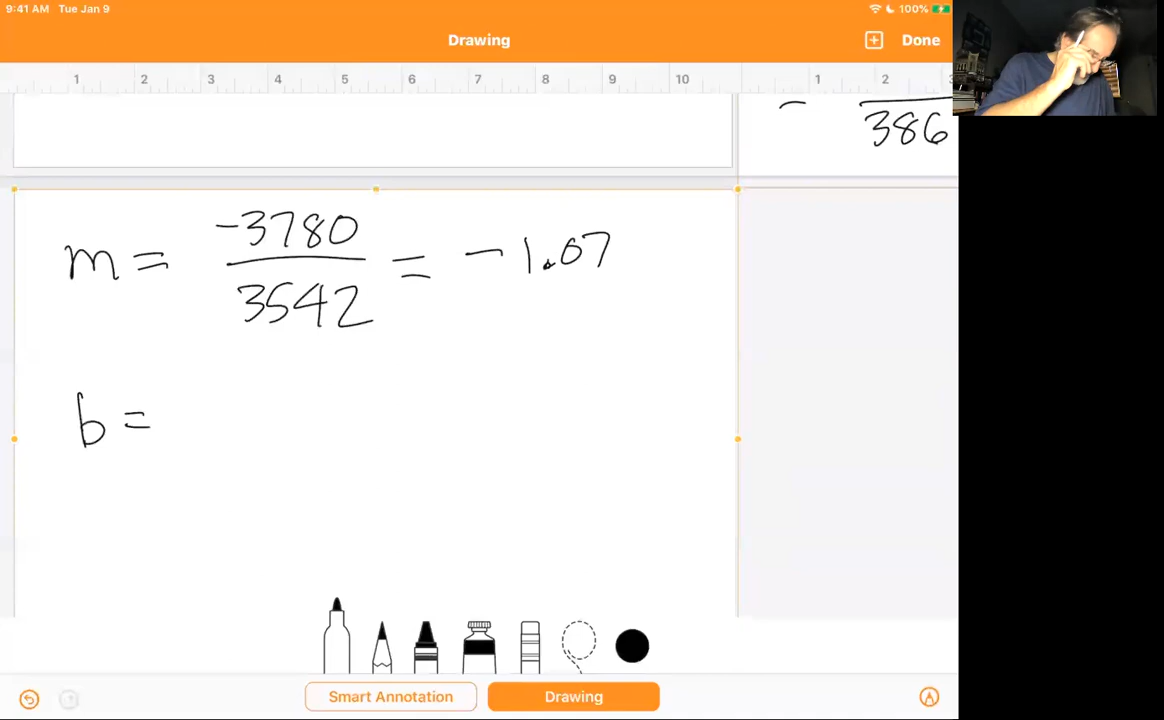 9:41 AM Tue Jan 9 100%
Drawing Done
1 2 3 4 5 6 7 8 9 10 1 2 3
− 386
m = -3780 / 3542 = -1.07
b =
Smart Annotation Drawing